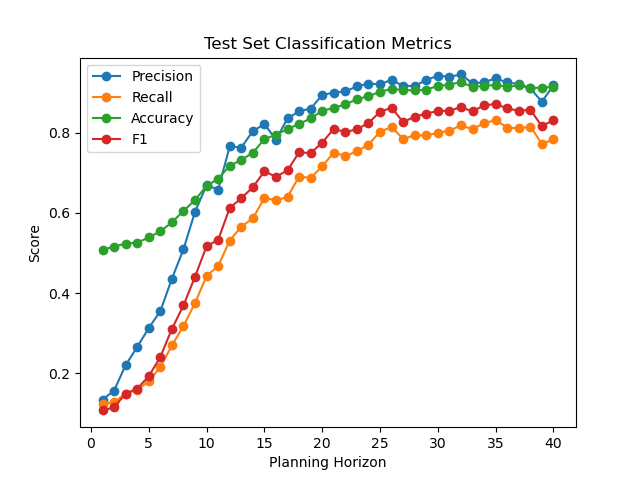 Test Set Classification Metrics
Precision
Recall
Accuracy
F1
Score
0.8
0.6
0.4
0.2
0 5 10 15 20 25 30 35 40
Planning Horizon